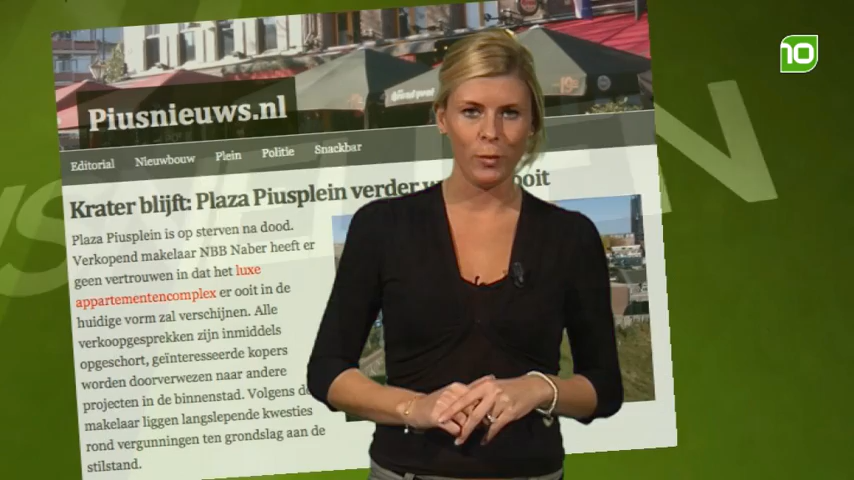 10
Piusnieuws.nl
Editorial Nieuwbouw Plein Politie Snackbar
Krater blijft: Plaza Piusplein verder
Plaza Piusplein is op sterven na dood.
Verkopend makelaar NBB Naber heeft er
geen vertrouwen in dat het luxe
appartementencomplex er ooit in de
huidige vorm zal verschijnen. Alle
verkoopgesprekken zijn inmiddels
opgeschort, geïnteresseerde kopers
worden doorverwezen naar andere
projecten in de binnenstad. Volgens
makelaar liggen langslepende kwesties
rond vergunningen ten grondslag aan de
stilstand.